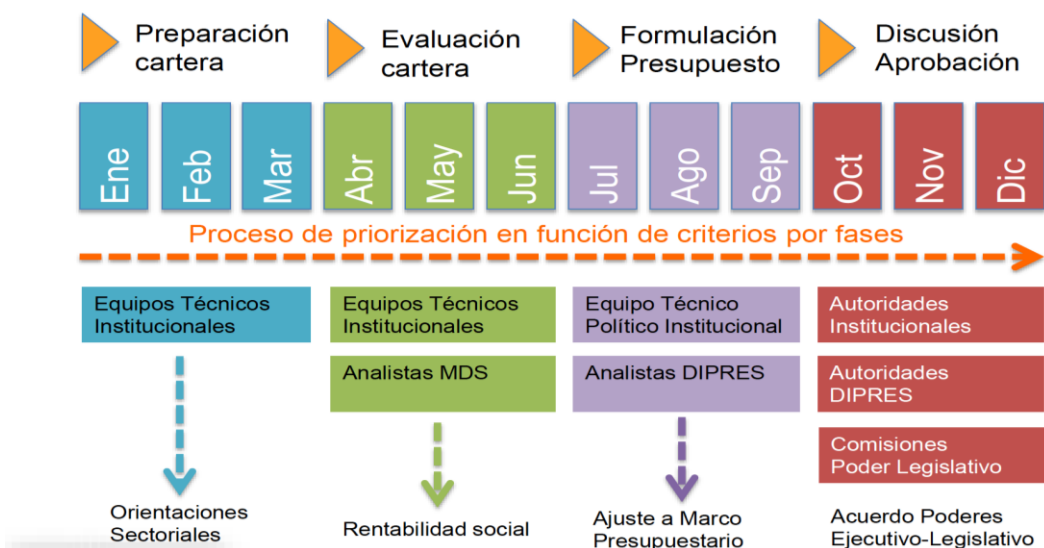 Preparación
cartera
Evaluación
cartera
Formulación
Presupuesto
Discusión
Aprobación
Ene
Feb
Mar
Abr
May
Jun
Jul
Ago
Sep
Oct
Nov
Dic
Proceso de priorización en función de criterios por fases
Equipos Técnicos
Institucionales
Equipos Técnicos
Institucionales
Equipo Técnico
Político Institucional
Autoridades
Institucionales
Analistas MDS
Analistas DIPRES
Autoridades
DIPRES
Comisiones
Poder Legislativo
Orientaciones
Sectoriales
Rentabilidad social
Ajuste a Marco
Presupuestario
Acuerdo Poderes
Ejecutivo-Legislativo